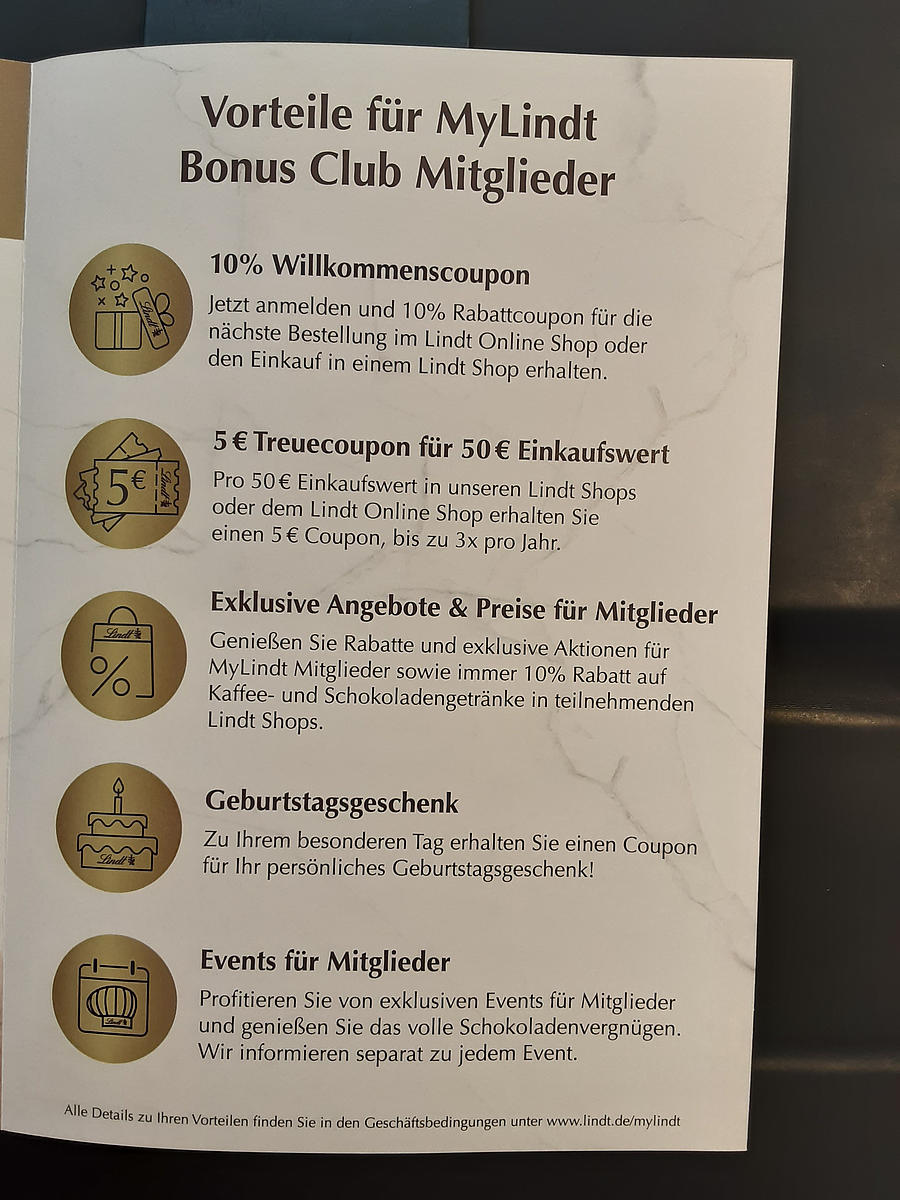 Vorteile für MyLindt
Bonus Club Mitglieder
10% Willkommenscoupon
Jetzt anmelden und 10% Rabattcoupon für die
nächste Bestellung im Lindt Online Shop oder
den Einkauf in einem Lindt Shop erhalten.
Lindt
5 € Treuecoupon für 50 € Einkaufswert
Pro 50 € Einkaufswert in unseren Lindt Shops
oder dem Lindt Online Shop erhalten Sie
einen 5 € Coupon, bis zu 3x pro Jahr.
5€ Lindt
Exklusive Angebote & Preise für Mitglieder
Genießen Sie Rabatte und exklusive Aktionen für
MyLindt Mitglieder sowie immer 10% Rabatt auf
Kaffee- und Schokoladengetränke in teilnehmenden
Lindt Shops.
Lindt
%
Geburtstagsgeschenk
Zu Ihrem besonderen Tag erhalten Sie einen Coupon
für Ihr persönliches Geburtstagsgeschenk!
Lindt
Events für Mitglieder
Profitieren Sie von exklusiven Events für Mitglieder
und genießen Sie das volle Schokoladenvergnügen.
Wir informieren separat zu jedem Event.
Lindt
Alle Details zu Ihren Vorteilen finden Sie in den Geschäftsbedingungen unter www.lindt.de/mylindt